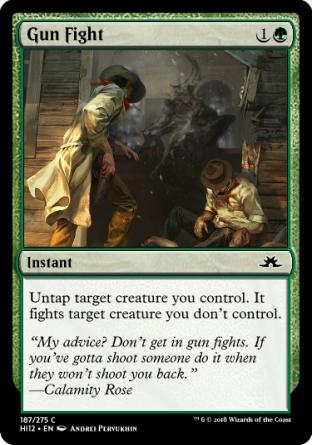 Gun Fight 1
Instant
Untap target creature you control. It
fights target creature you don't control.
"My advice? Don't get in gun fights. If
you've gotta shoot someone do it when
they won't shoot you back."
—Calamity Rose
187/275 C
HI12 • EN Andrei Pervukhin
™ & © 2018 Wizards of the Coast